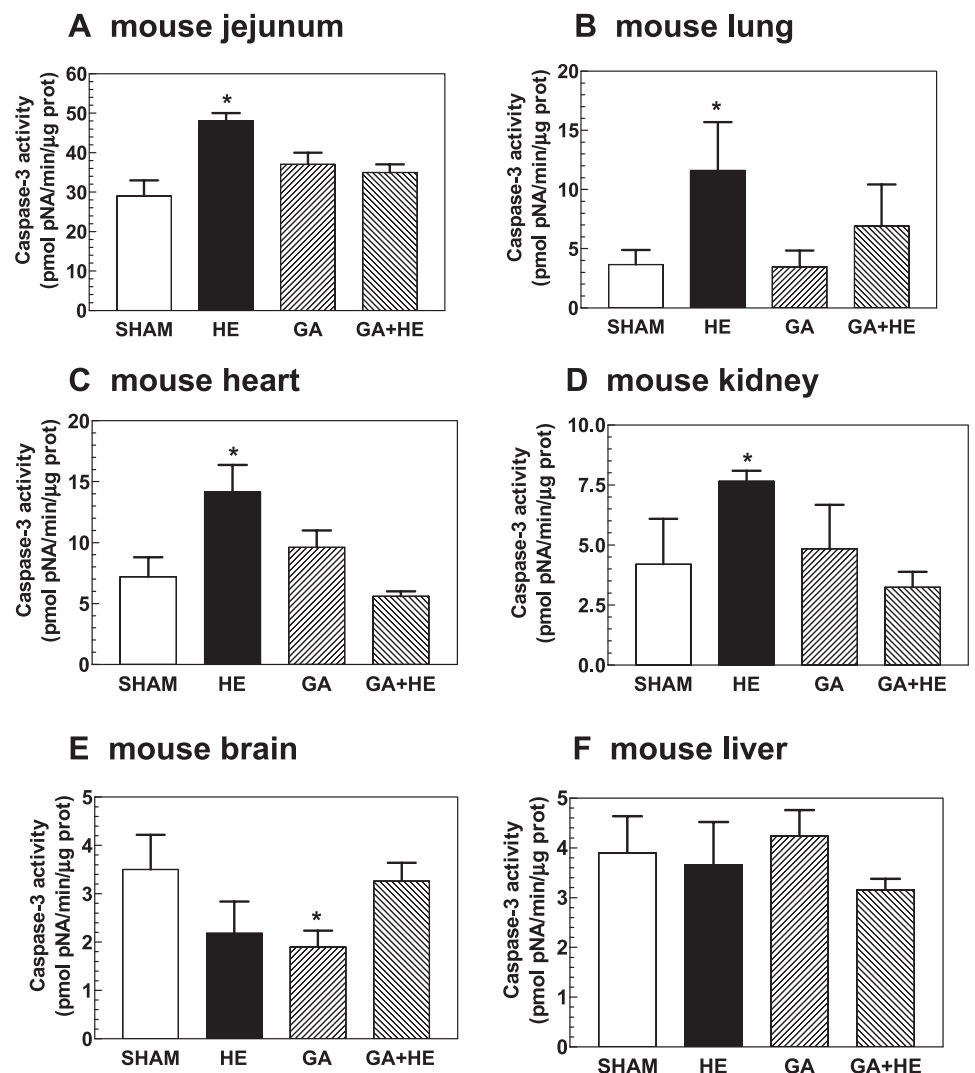 A mouse jejunum
Caspase-3 activity
(pmol pNA/min/μg prot)
60
50
40
30
20
10
0
*
SHAM HE GA GA+HE
B mouse lung
Caspase-3 activity
(pmol pNA/min/μg prot)
20
15
10
5
0
*
SHAM HE GA GA+HE
C mouse heart
Caspase-3 activity
(pmol pNA/min/μg prot)
20
15
10
5
0
*
SHAM HE GA GA+HE
D mouse kidney
Caspase-3 activity
(pmol pNA/min/μg prot)
10.0
7.5
5.0
2.5
0.0
*
SHAM HE GA GA+HE
E mouse brain
Caspase-3 activity
(pmol pNA/min/μg prot)
5
4
3
2
1
0
*
SHAM HE GA GA+HE
F mouse liver
Caspase-3 activity
(pmol pNA/min/μg prot)
5
4
3
2
1
0
SHAM HE GA GA+HE